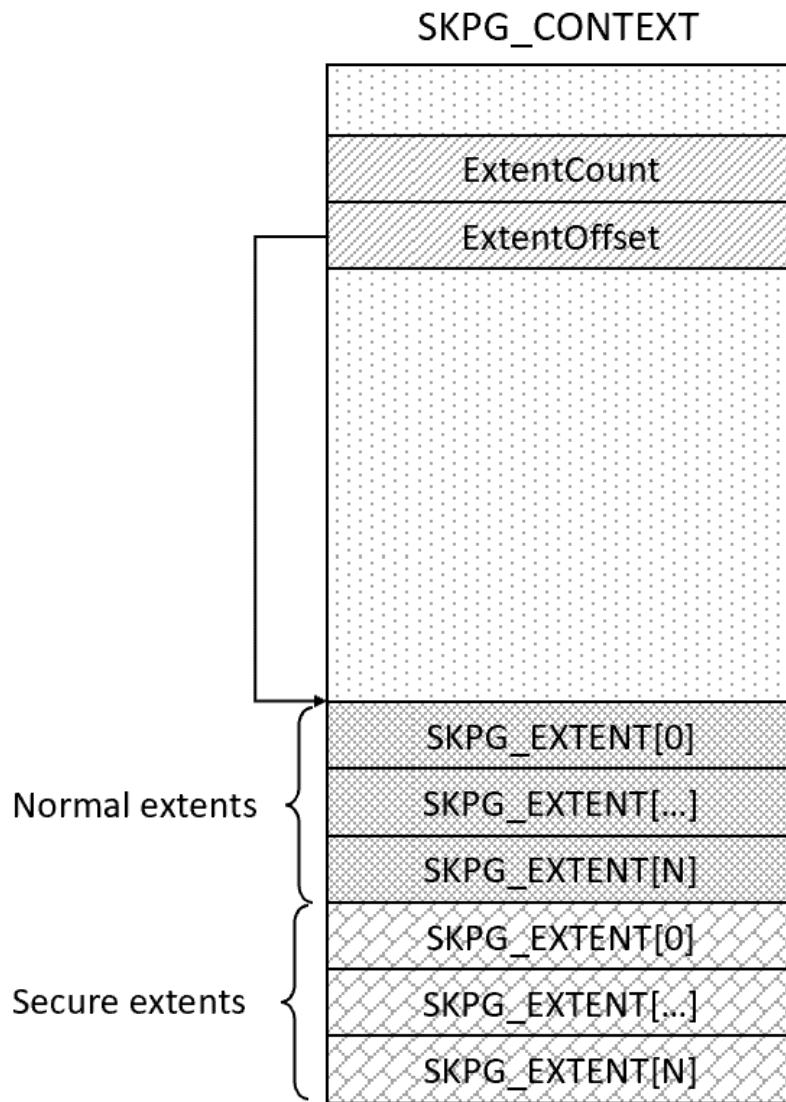 SKPG_CONTEXT
ExtentCount
ExtentOffset
SKPG_EXTENT[0]
Normal extents
SKPG_EXTENT[...]
SKPG_EXTENT[N]
SKPG_EXTENT[0]
Secure extents
SKPG_EXTENT[...]
SKPG_EXTENT[N]